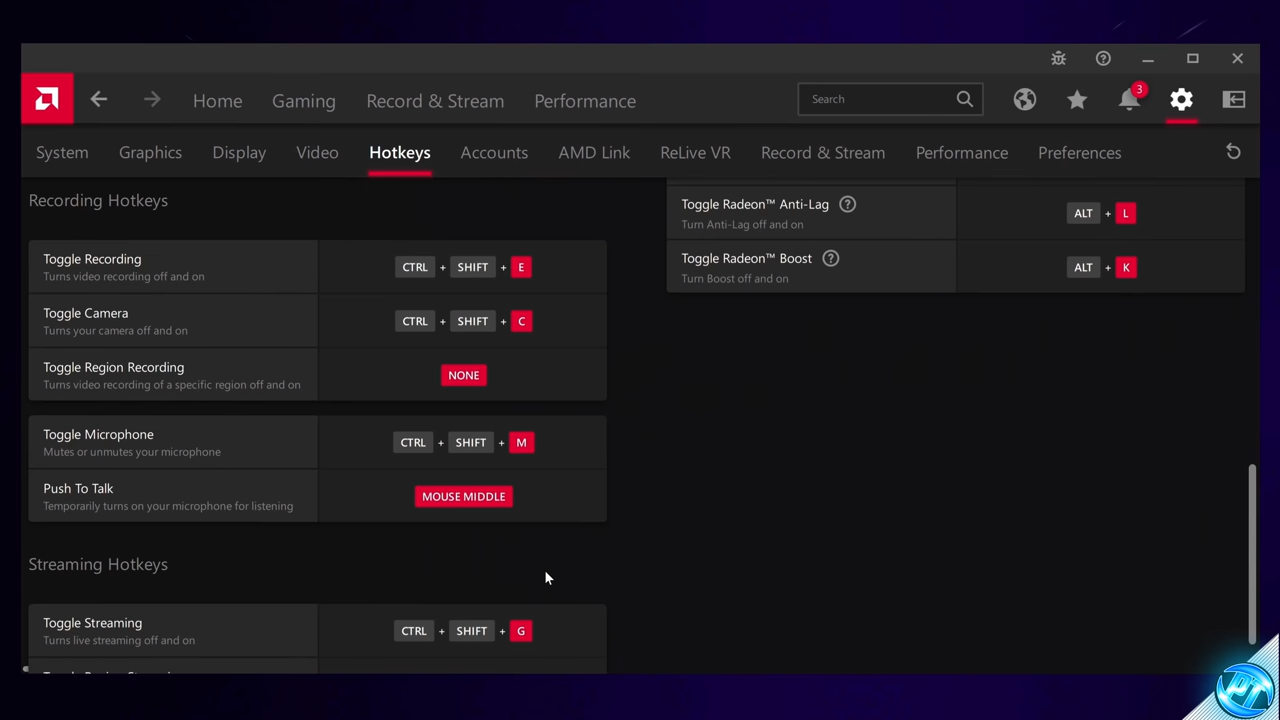 Home Gaming Record & Stream Performance Search 3
System Graphics Display Video Hotkeys Accounts AMD Link ReLive VR Record & Stream Performance Preferences
Recording Hotkeys
Toggle Recording
Turns video recording off and on
CTRL + SHIFT + E
Toggle Camera
Turns your camera off and on
CTRL + SHIFT + C
Toggle Region Recording
Turns video recording of a specific region off and on
NONE
Toggle Microphone
Mutes or unmutes your microphone
CTRL + SHIFT + M
Push To Talk
Temporarily turns on your microphone for listening
MOUSE MIDDLE
Streaming Hotkeys
Toggle Streaming
Turns live streaming off and on
CTRL + SHIFT + G
Toggle Radeon™ Anti-Lag ?
Turn Anti-Lag off and on
ALT + L
Toggle Radeon™ Boost ?
Turn Boost off and on
ALT + K
PT